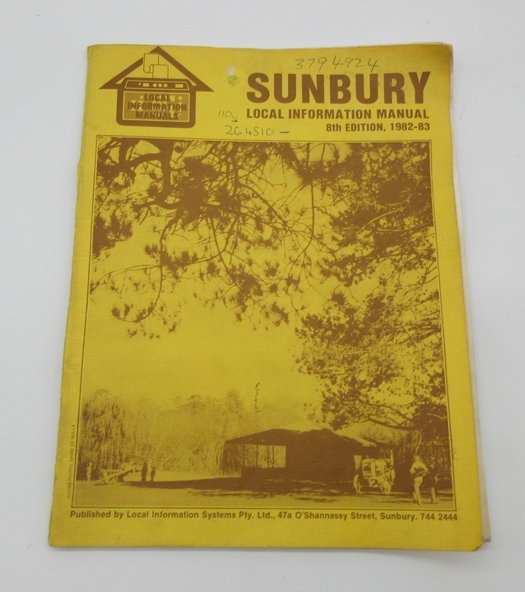 3794924
SUNBURY
LOCAL INFORMATION MANUAL
8th EDITION, 1982-83
LOCAL
INFORMATION
MANUALS
110
264510 —
Published by Local Information Systems Pty. Ltd., 47a O'Shannassy Street, Sunbury. 744 2444